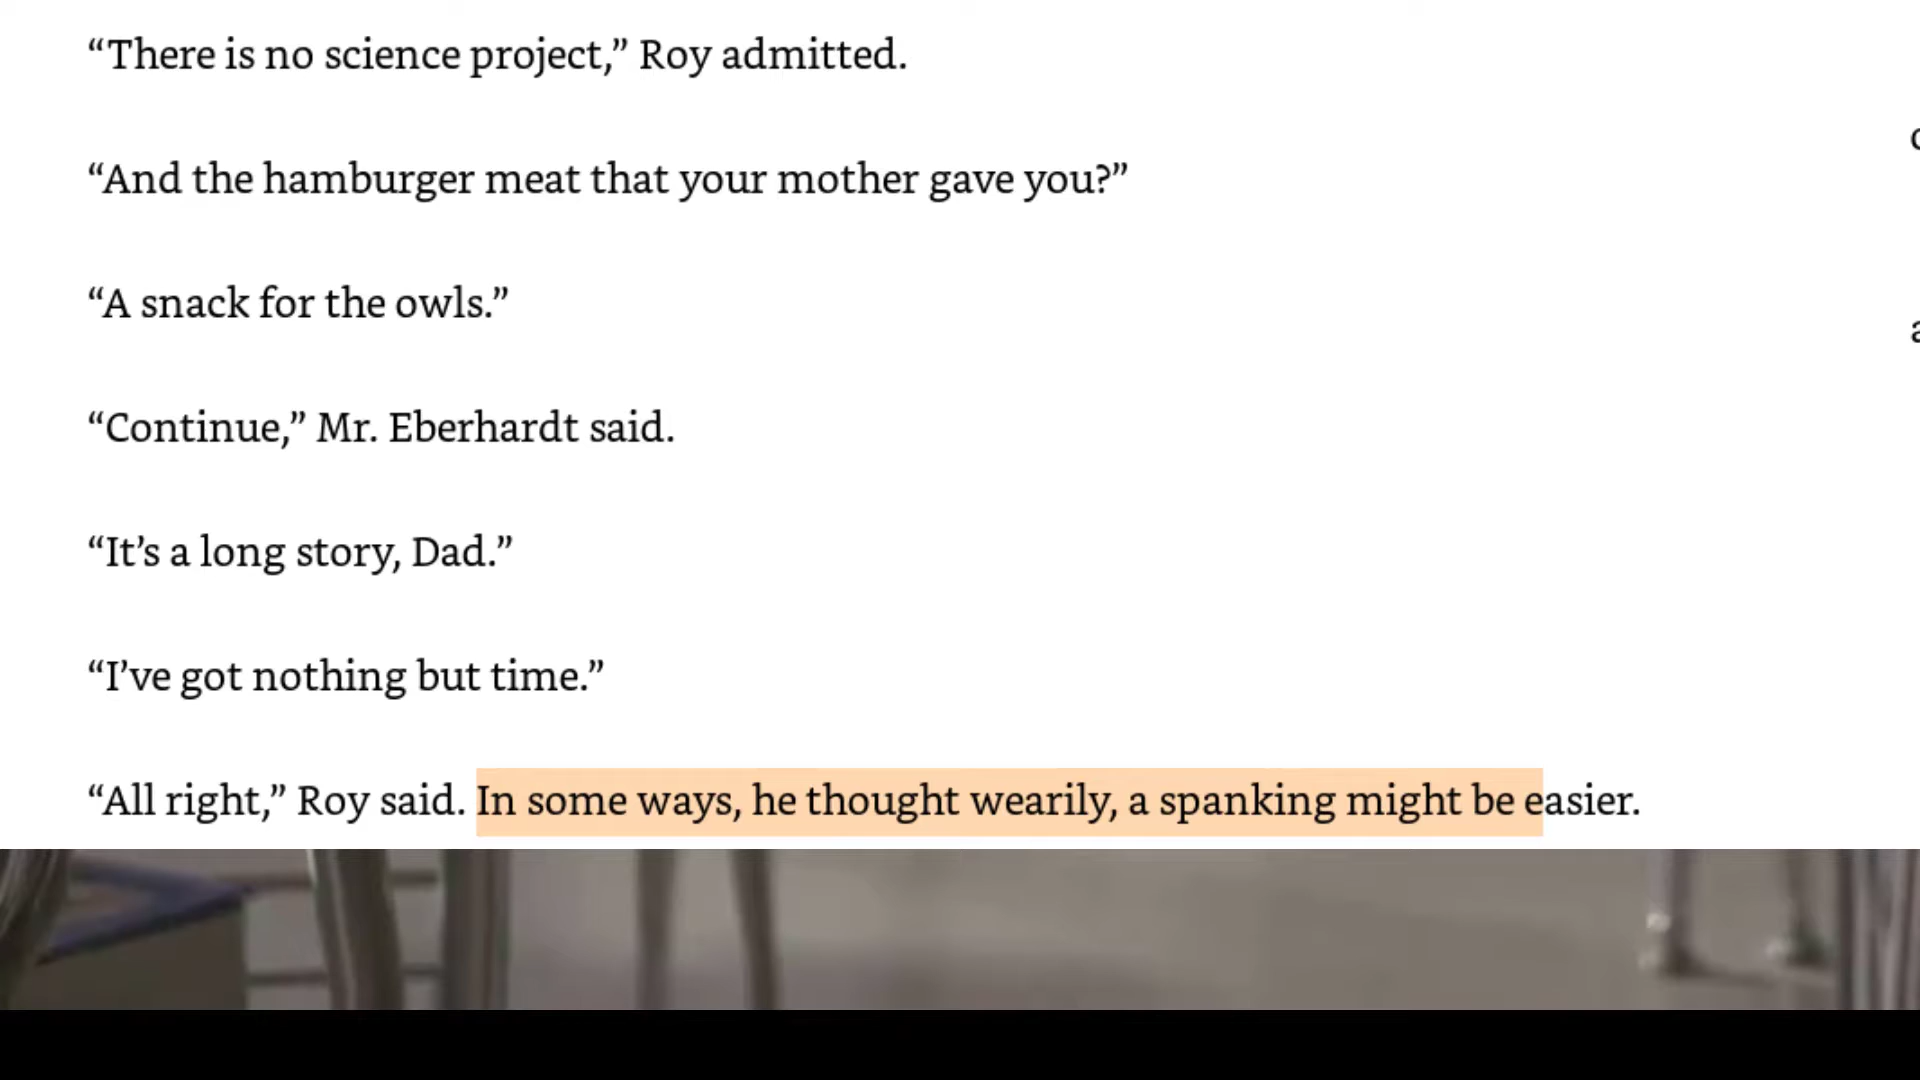 “There is no science project,” Roy admitted.
“And the hamburger meat that your mother gave you?”
“A snack for the owls.”
“Continue,” Mr. Eberhardt said.
“It’s a long story, Dad.”
“I’ve got nothing but time.”
“All right,” Roy said. In some ways, he thought wearily, a spanking might be easier.